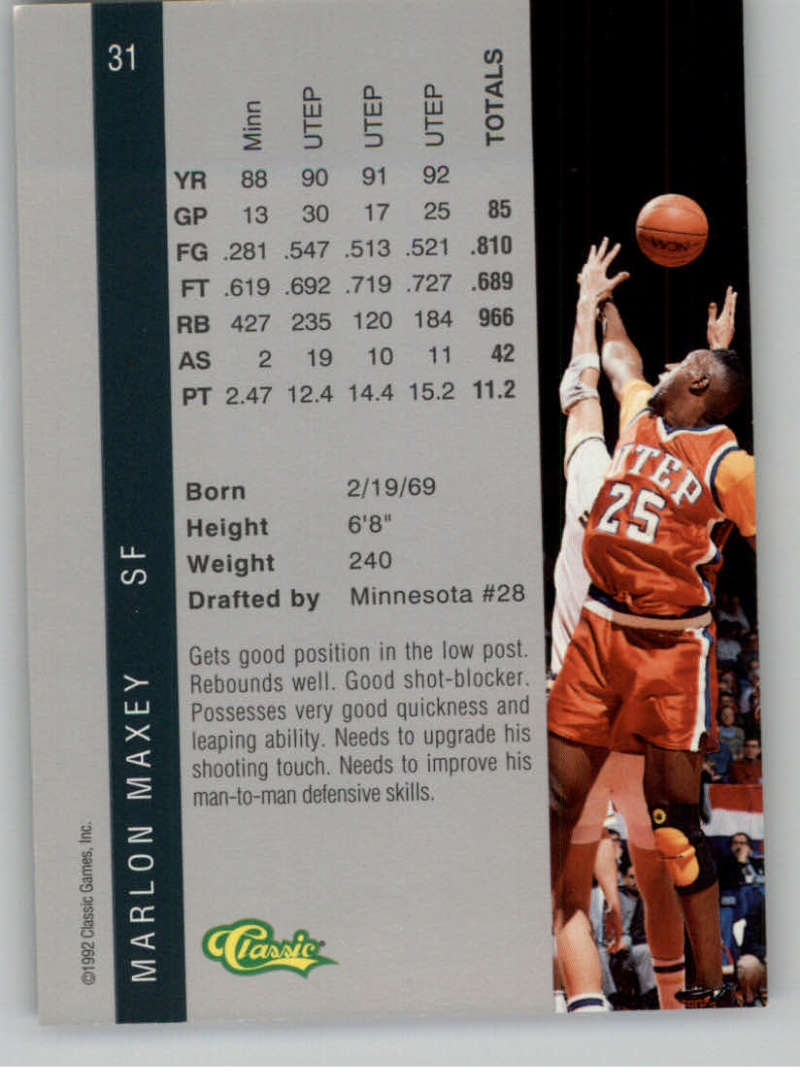 31
Minn UTEP UTEP UTEP TOTALS
YR 88 90 91 92
GP 13 30 17 25 85
FG .281 .547 .513 .521 .810
FT .619 .692 .719 .727 .689
RB 427 235 120 184 966
AS 2 19 10 11 42
PT 2.47 12.4 14.4 15.2 11.2
Born 2/19/69
Height 6'8"
Weight 240
Drafted by Minnesota #28
Gets good position in the low post.
Rebounds well. Good shot-blocker.
Possesses very good quickness and
leaping ability. Needs to upgrade his
shooting touch. Needs to improve his
man-to-man defensive skills.
MARLON MAXEY SF
©1992 Classic Games, Inc.
Classic
UTEP
25